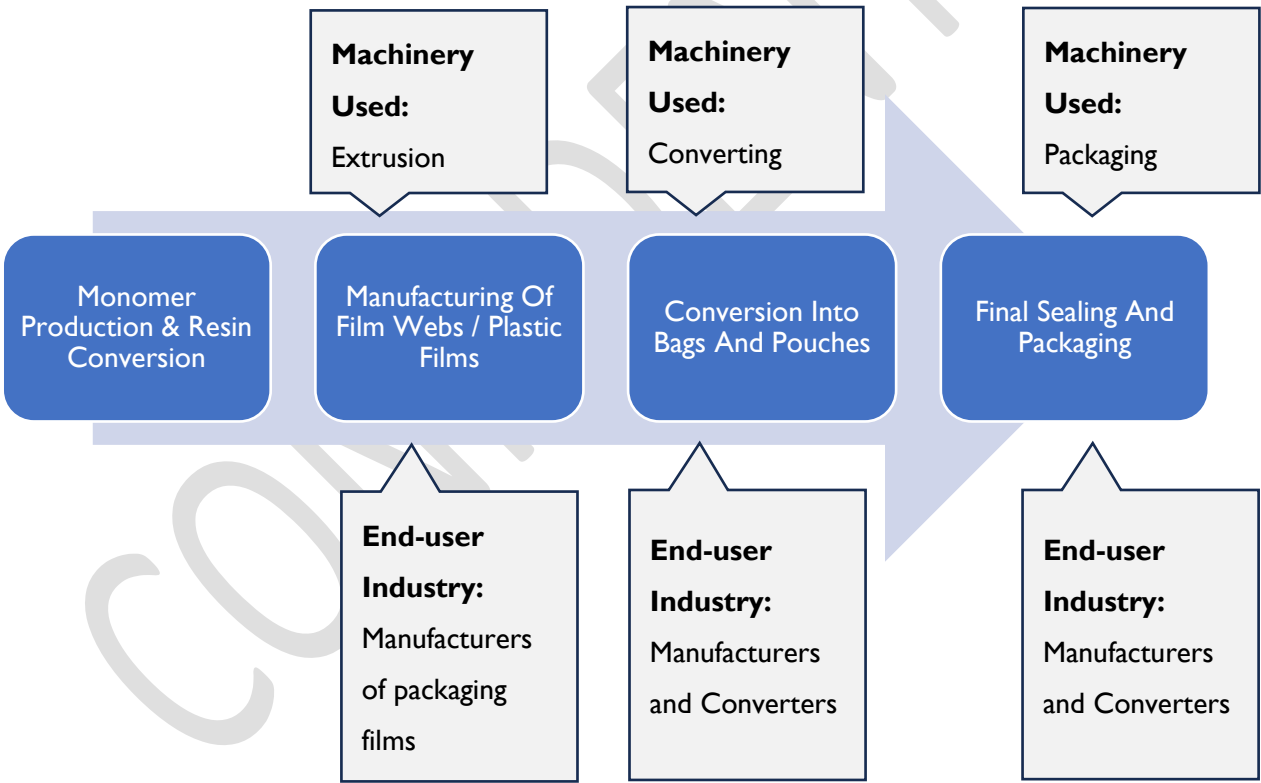 Machinery
Used:
Extrusion
Machinery
Used:
Converting
Machinery
Used:
Packaging
Monomer
Production & Resin
Conversion
Manufacturing Of
Film Webs / Plastic
Films
Conversion Into
Bags And Pouches
Final Sealing And
Packaging
End-user
Industry:
Manufacturers
of packaging
films
End-user
Industry:
Manufacturers
and Converters
End-user
Industry:
Manufacturers
and Converters